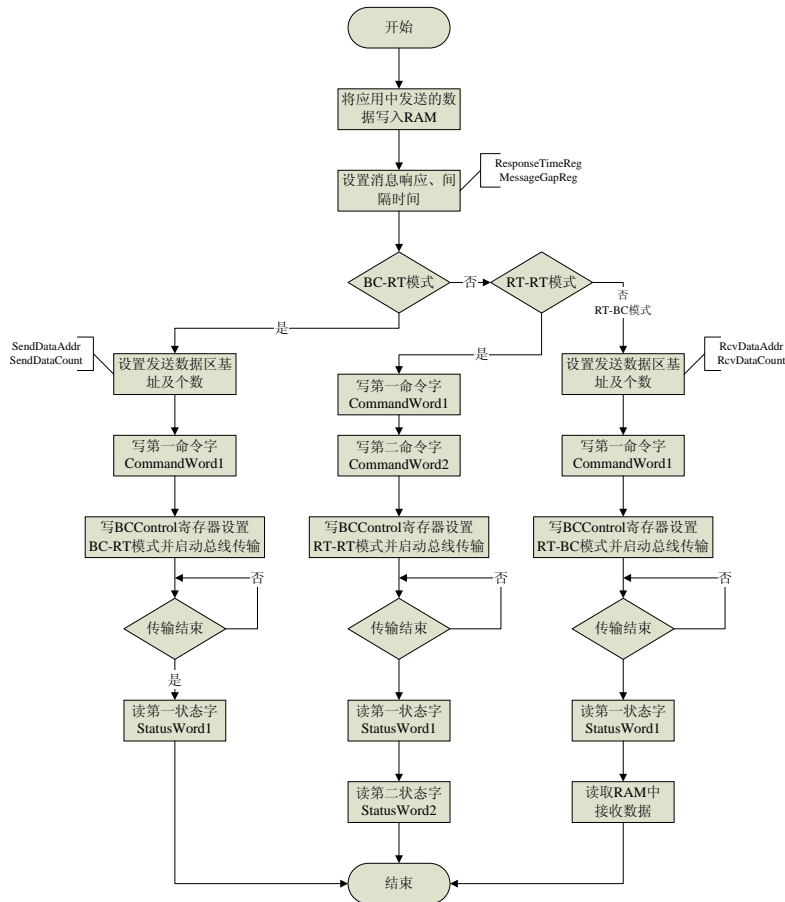 开始
将应用中发送的数
据写入RAM
设置消息响应、间
隔时间
ResponseTimeReg
MessageGapReg
BC-RT模式
否
RT-RT模式
否
RT-BC模式
是
是
SendDataAddr
SendDataCount
设置发送数据区基
址及个数
写第一命令字
CommandWord1
写BCControl寄存器设置
BC-RT模式并启动总线传输
否
传输结束
是
读第一状态字
StatusWord1
写第一命令字
CommandWord1
写第二命令字
CommandWord2
写BCControl寄存器设置
RT-RT模式并启动总线传输
否
传输结束
读第一状态字
StatusWord1
读第二状态字
StatusWord2
RcvDataAddr
RcvDataCount
设置发送数据区基
址及个数
写第一命令字
CommandWord1
写BCControl寄存器设置
RT-BC模式并启动总线传输
否
传输结束
读第一状态字
StatusWord1
读取RAM中
接收数据
结束